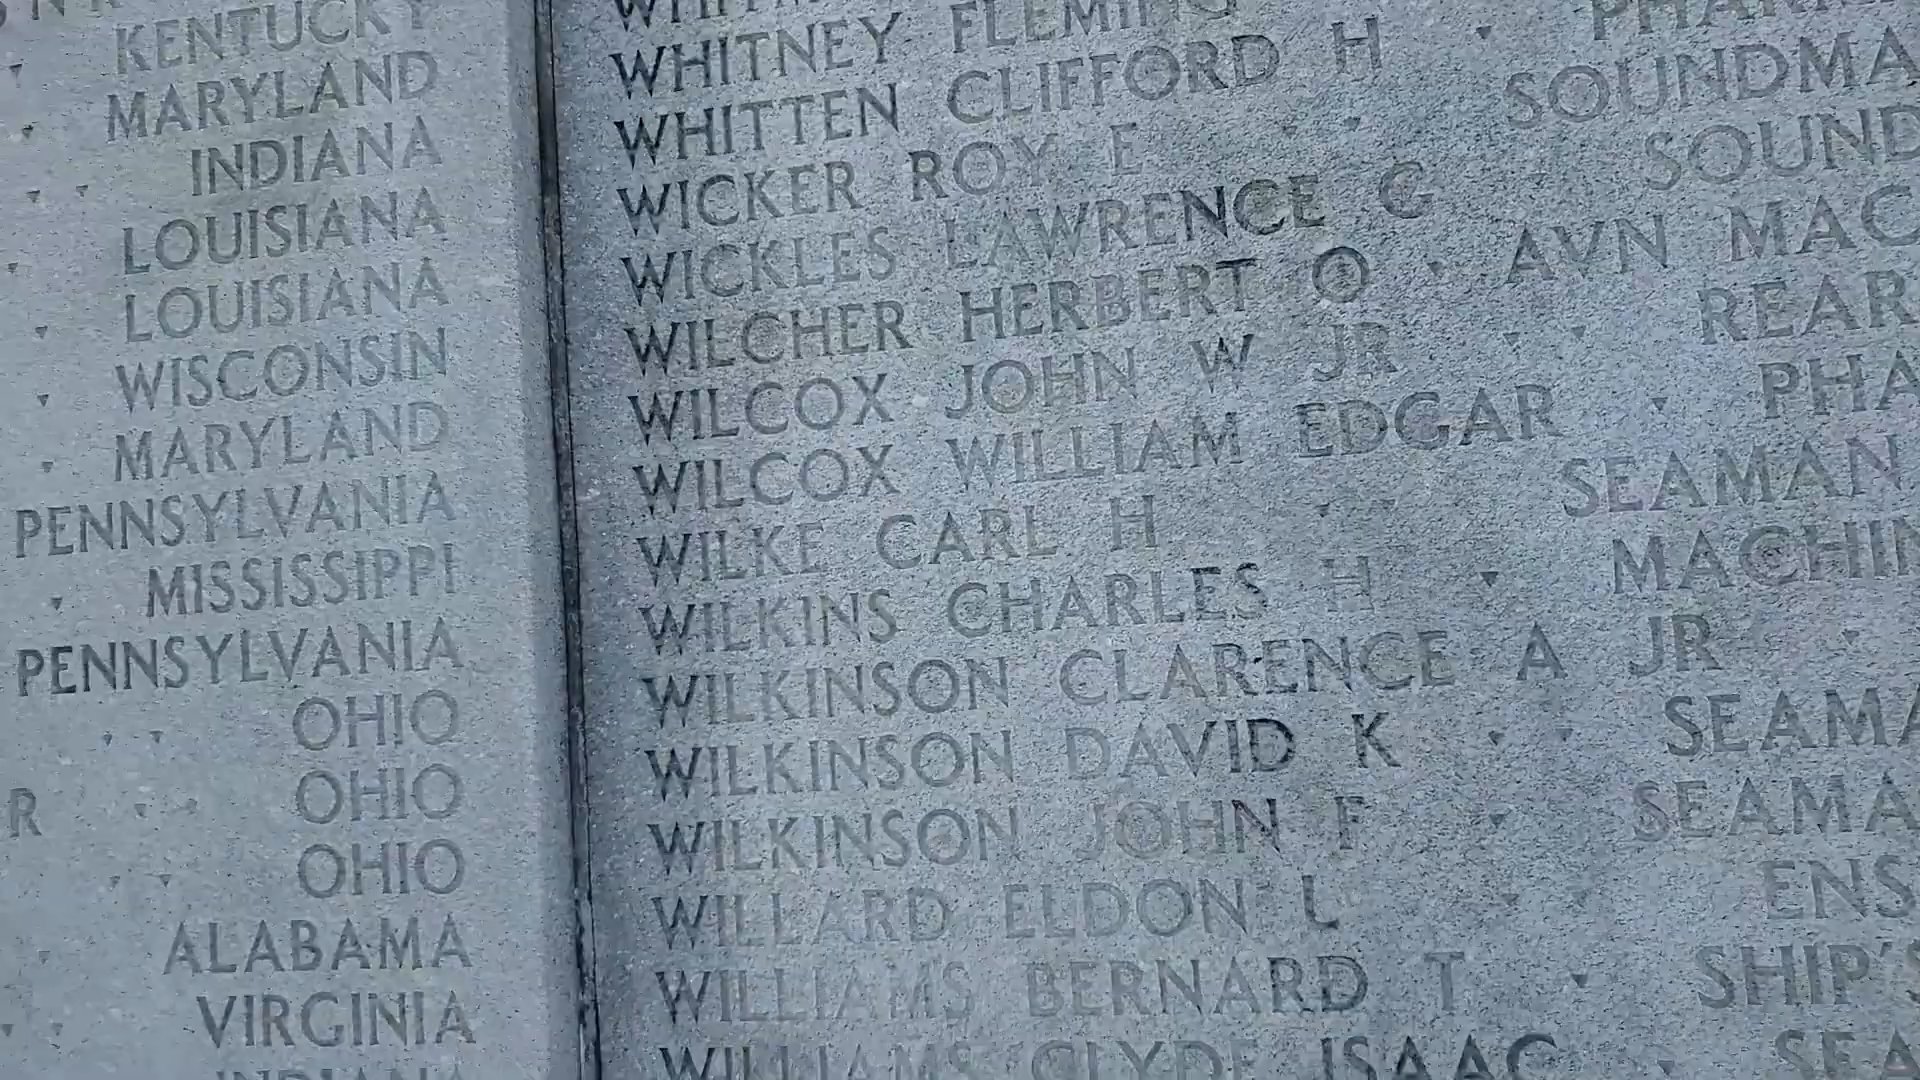 KENTUCKY
MARYLAND
INDIANA
LOUISIANA
LOUISIANA
WISCONSIN
MARYLAND
PENNSYLVANIA
MISSISSIPPI
PENNSYLVANIA
OHIO
R OHIO
OHIO
ALABAMA
VIRGINIA
INDIANA
WHITNEY FLEMING
WHITTEN CLIFFORD H SOUNDMA
WICKER ROY E SOUND
WICKLES LAWRENCE G AVN MAC
WILCHER HERBERT O REAR
WILCOX JOHN W JR PHA
WILCOX WILLIAM EDGAR SEAMAN
WILKE CARL H MACHIN
WILKINS CHARLES H
WILKINSON CLARENCE A JR SEAMA
WILKINSON DAVID K SEAMA
WILKINSON JOHN F ENS
WILLARD ELDON L SHIP'S
WILLIAMS BERNARD T SEA
WILLIAMS CLYDE ISAAC